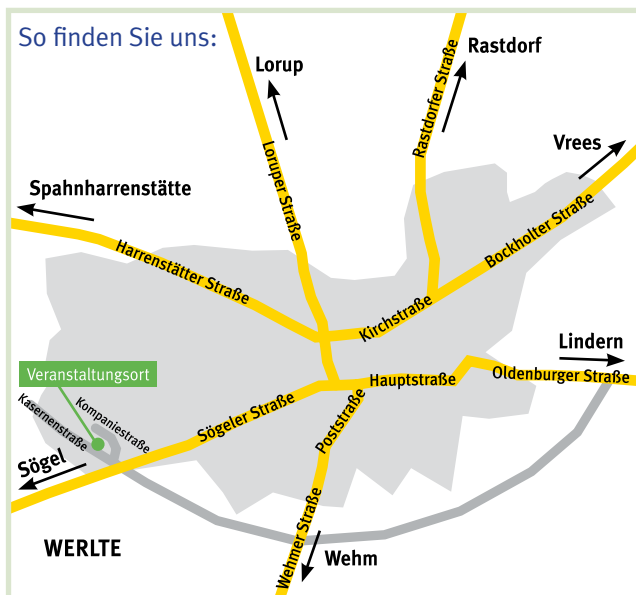 So finden Sie uns:
Lorup
Rastdorf
Rastdorfer Straße
Vrees
Loruper Straße
Spahnharrenstätte
Bockholter Straße
Harrenstätter Straße
Kirchstraße
Lindern
Veranstaltungsort
Hauptstraße
Oldenburger Straße
Kompaniestraße
Kasernenstraße
Sögeler Straße
Poststraße
Sögel
Wehmer Straße
WERLTE
Wehm